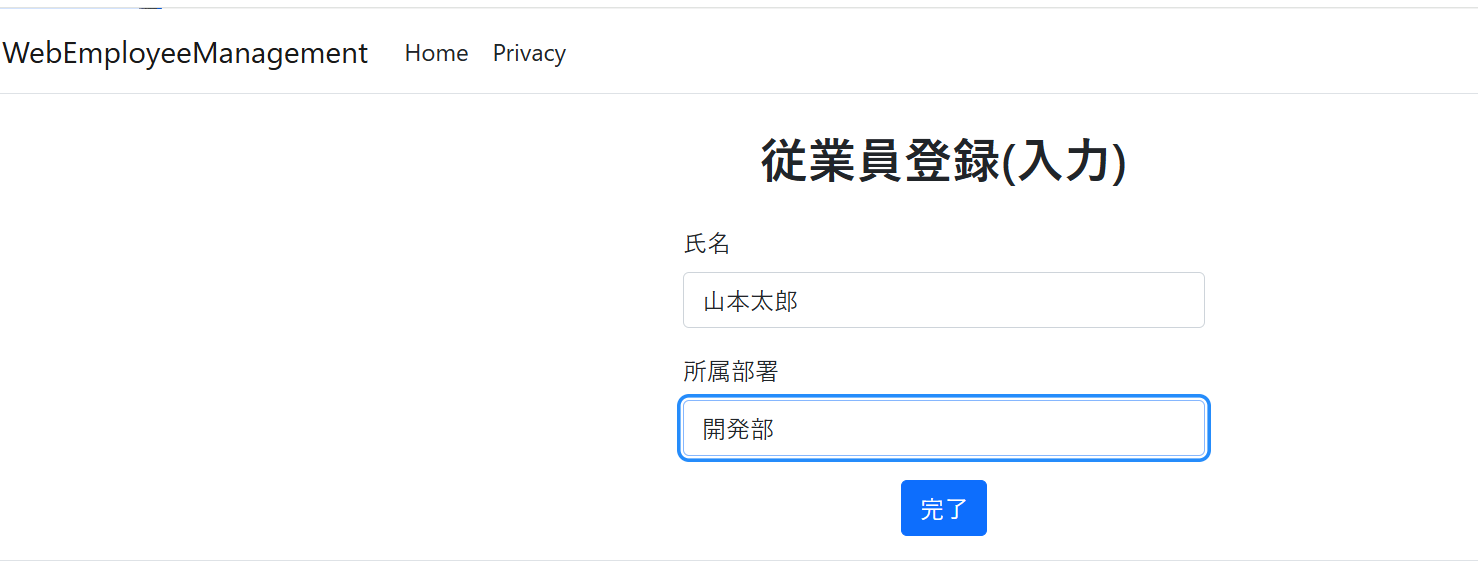 WebEmployeeManagement Home Privacy
従業員登録(入力)
氏名
山本太郎
所属部署
開発部
完了